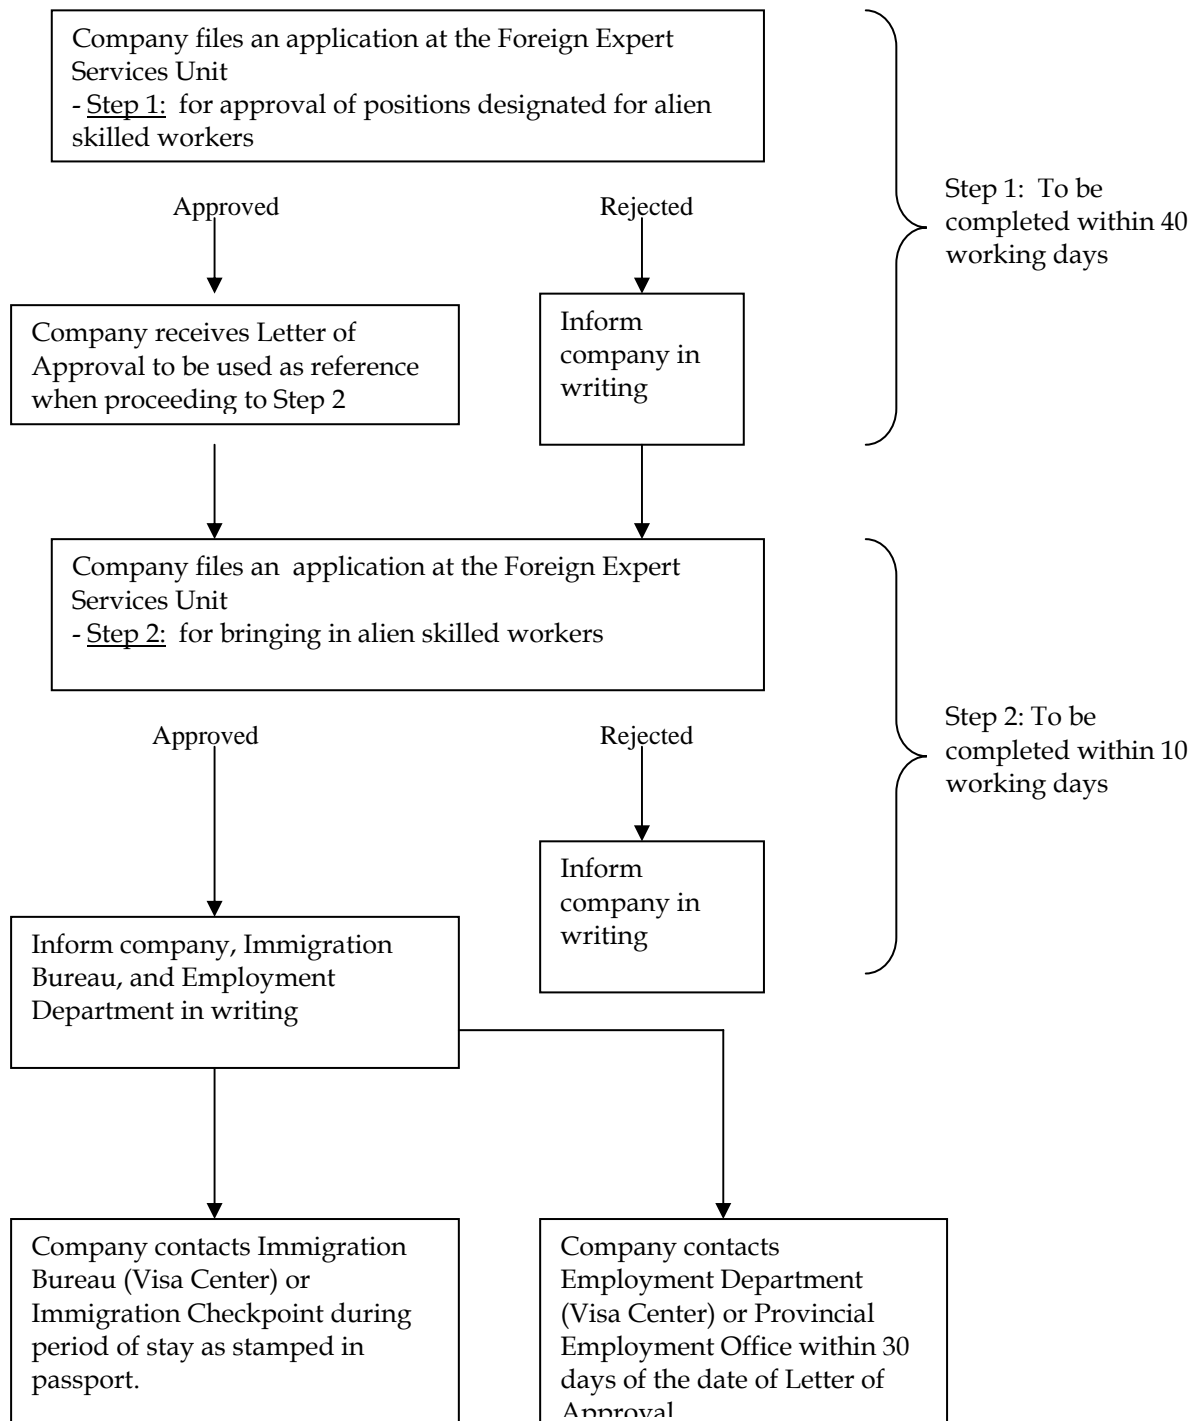 Company files an application at the Foreign Expert
Services Unit
- Step 1:  for approval of positions designated for alien
skilled workers
Approved
Rejected
Step 1:  To be
completed within 40
working days
Company receives Letter of
Approval to be used as reference
when proceeding to Step 2
Inform
company in
writing
Company files an  application at the Foreign Expert
Services Unit
- Step 2:  for bringing in alien skilled workers
Approved
Rejected
Step 2: To be
completed within 10
working days
Inform
company in
writing
Inform company, Immigration
Bureau, and Employment
Department in writing
Company contacts Immigration
Bureau (Visa Center) or
Immigration Checkpoint during
period of stay as stamped in
passport.
Company contacts
Employment Department
(Visa Center) or Provincial
Employment Office within 30
days of the date of Letter of
Approval